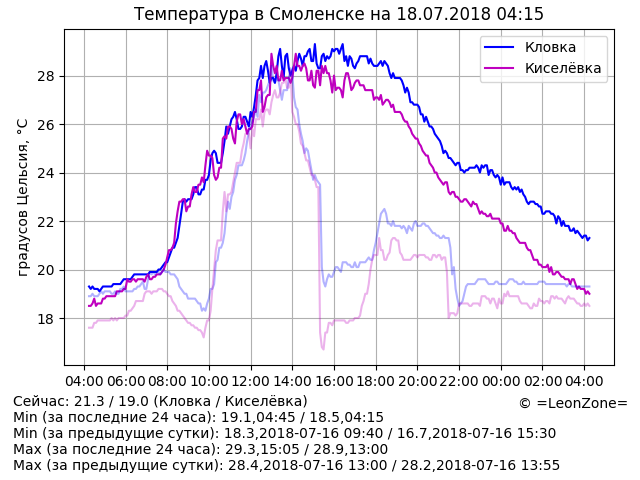 Температура в Смоленске на 18.07.2018 04:15
градусов Цельсия, °C
28
26
24
22
20
18
Кловка
Киселёвка
04:00 06:00 08:00 10:00 12:00 14:00 16:00 18:00 20:00 22:00 00:00 02:00 04:00
Сейчас: 21.3 / 19.0 (Кловка / Киселёвка)
© =LeonZone=
Min (за последние 24 часа): 19.1,04:45 / 18.5,04:15
Min (за предыдущие сутки): 18.3,2018-07-16 09:40 / 16.7,2018-07-16 15:30
Max (за последние 24 часа): 29.3,15:05 / 28.9,13:00
Max (за предыдущие сутки): 28.4,2018-07-16 13:00 / 28.2,2018-07-16 13:55